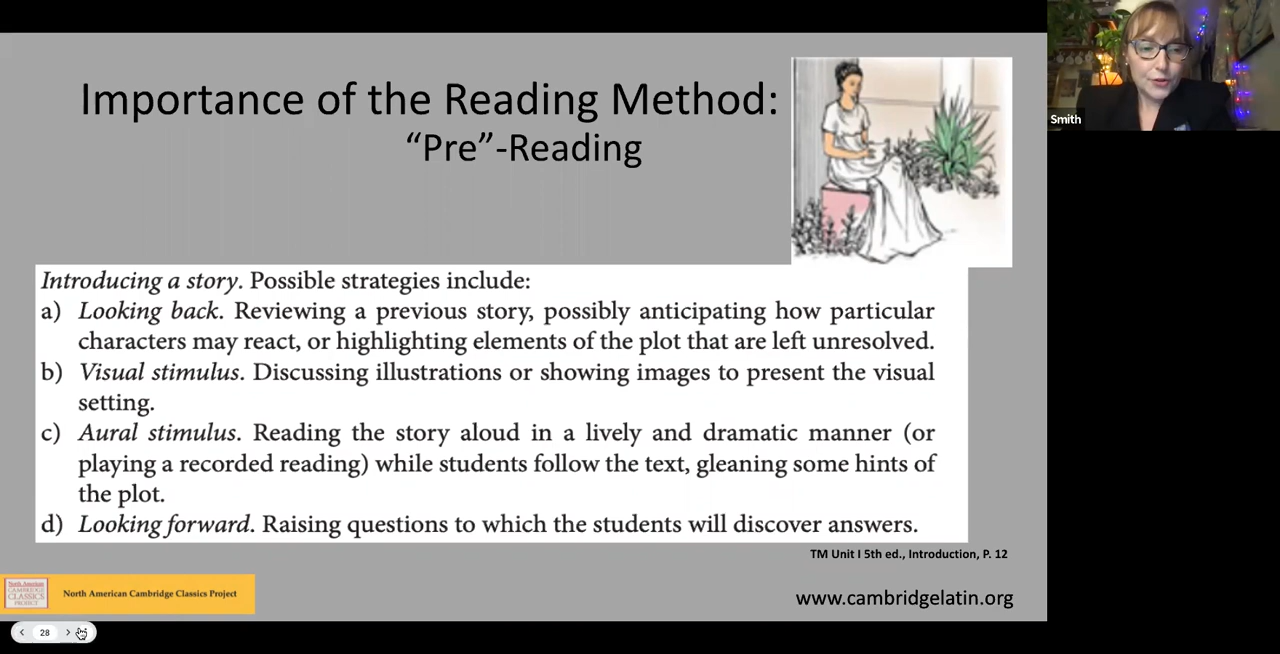 Importance of the Reading Method:
“Pre”-Reading
Smith
Introducing a story. Possible strategies include:
a) Looking back. Reviewing a previous story, possibly anticipating how particular
characters may react, or highlighting elements of the plot that are left unresolved.
b) Visual stimulus. Discussing illustrations or showing images to present the visual
setting.
c) Aural stimulus. Reading the story aloud in a lively and dramatic manner (or
playing a recorded reading) while students follow the text, gleaning some hints of
the plot.
d) Looking forward. Raising questions to which the students will discover answers.
TM Unit I 5th ed., Introduction, P. 12
North American
CAMBRIDGE
CLASSICS
PROJECT
North American Cambridge Classics Project
www.cambridgelatin.org
28